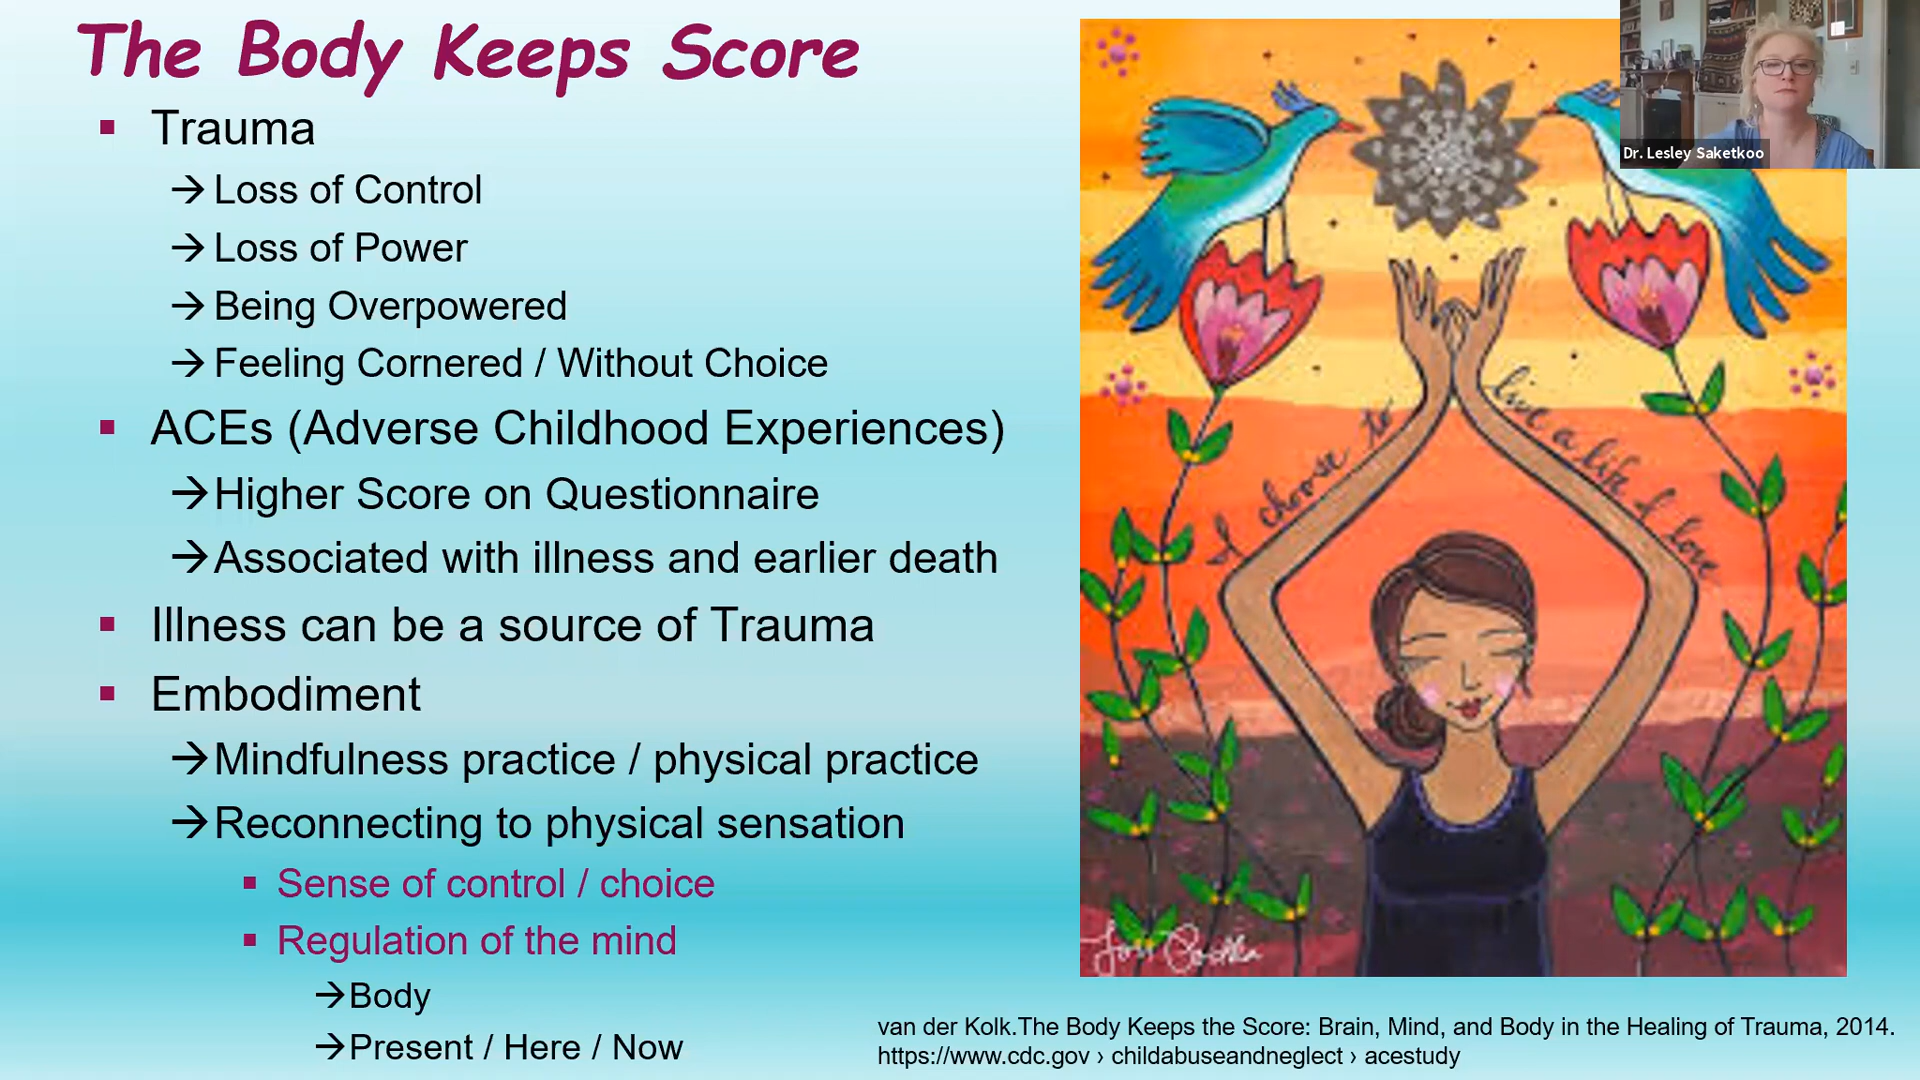 The Body Keeps Score
▪ Trauma
→ Loss of Control
→ Loss of Power
→ Being Overpowered
→ Feeling Cornered / Without Choice
▪ ACEs (Adverse Childhood Experiences)
→ Higher Score on Questionnaire
→ Associated with illness and earlier death
▪ Illness can be a source of Trauma
▪ Embodiment
→ Mindfulness practice / physical practice
→ Reconnecting to physical sensation
▪ Sense of control / choice
▪ Regulation of the mind
→ Body
→ Present / Here / Now
Dr. Lesley Saketkoo
I choose to
live a life of love
van der Kolk.The Body Keeps the Score: Brain, Mind, and Body in the Healing of Trauma, 2014.
https://www.cdc.gov › childabuseandneglect › acestudy